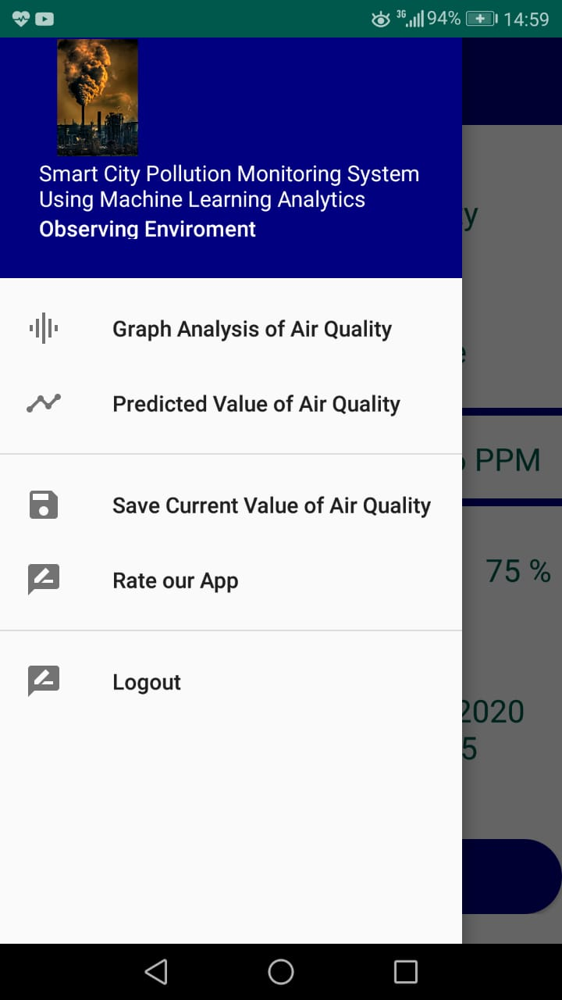 3G 94% 14:59
Smart City Pollution Monitoring System
Using Machine Learning Analytics
Observing Enviroment
y
Graph Analysis of Air Quality
Predicted Value of Air Quality
PPM
Save Current Value of Air Quality
75 %
Rate our App
Logout
2020
5